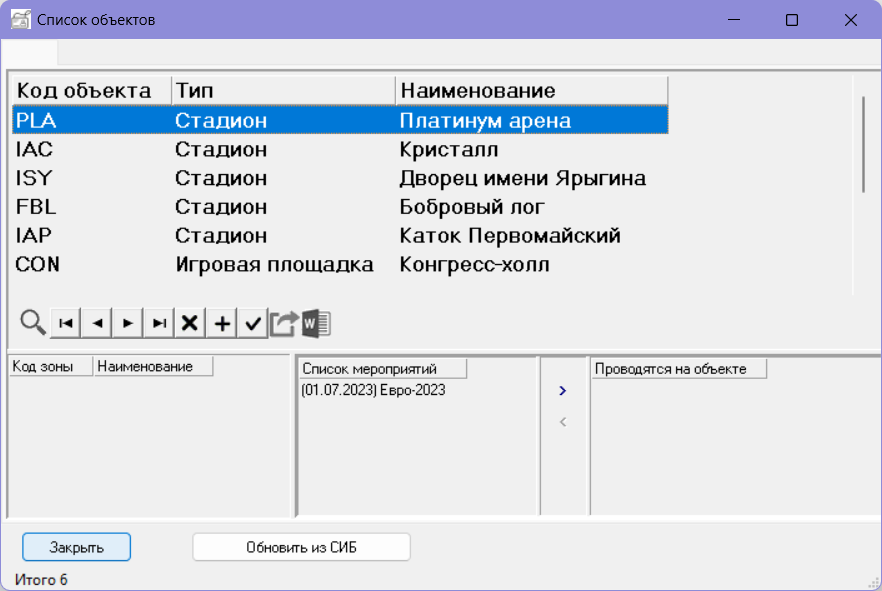 Список объектов
Код объекта Тип Наименование
PLA Стадион Платинум арена
IAC Стадион Кристалл
ISY Стадион Дворец имени Ярыгина
FBL Стадион Бобровый лог
IAP Стадион Каток Первомайский
CON Игровая площадка Конгресс-холл
W
Код зоны Наименование Список мероприятий Проводятся на объекте
(01.07.2023) Евро-2023
Закрыть Обновить из СИБ
Итого 6